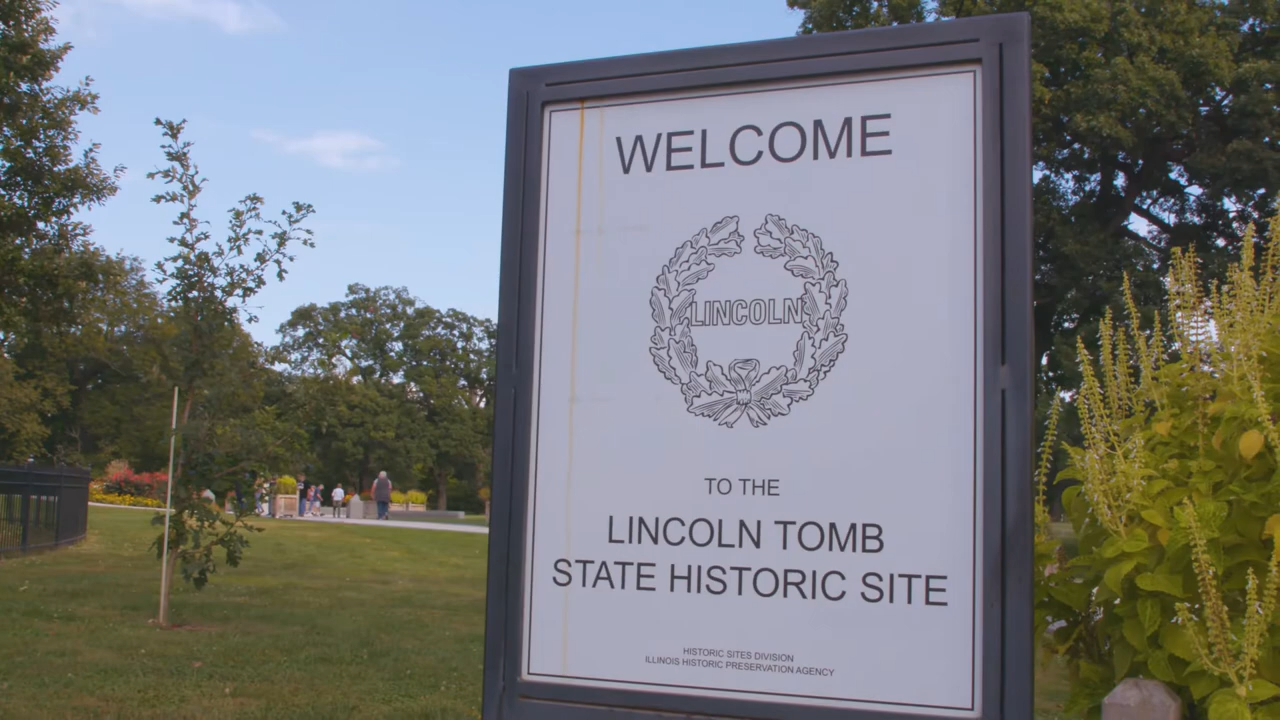 WELCOME
LINCOLN
TO THE
LINCOLN TOMB
STATE HISTORIC SITE
HISTORIC SITES DIVISION
ILLINOIS HISTORIC PRESERVATION AGENCY